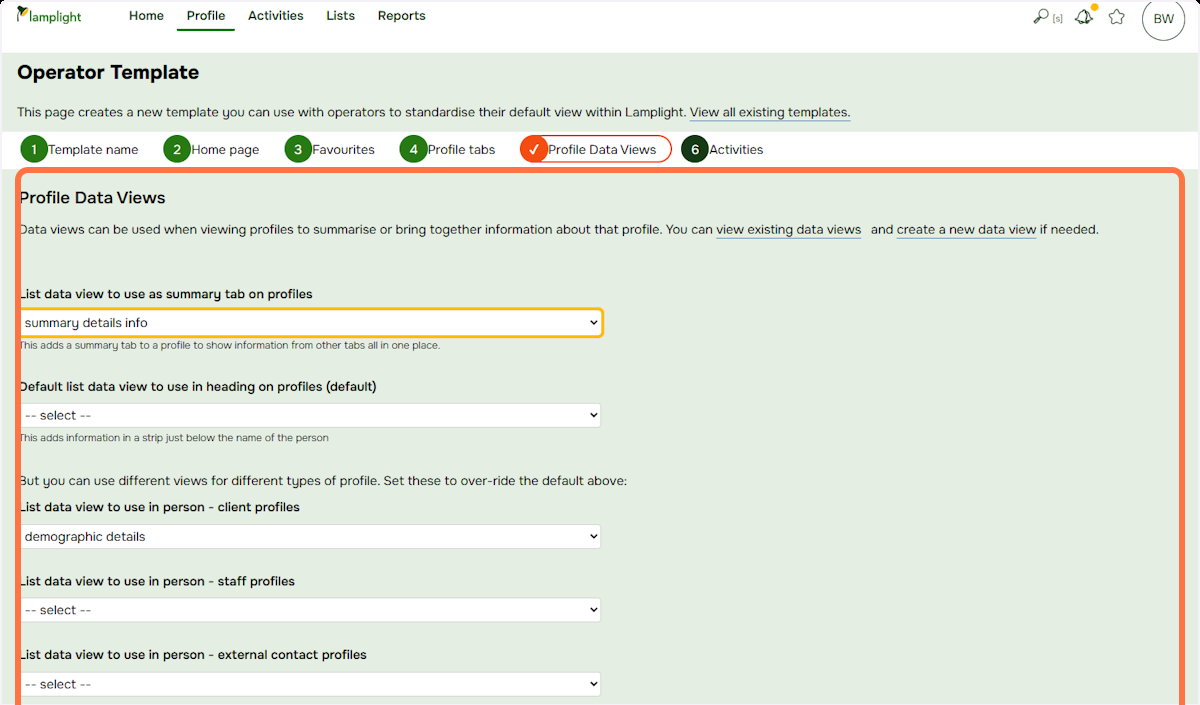 lamplight
Home Profile Activities Lists Reports
[s] BW
Operator Template
This page creates a new template you can use with operators to standardise their default view within Lamplight. View all existing templates.
1 Template name 2 Home page 3 Favourites 4 Profile tabs ✓ Profile Data Views 6 Activities
Profile Data Views
Data views can be used when viewing profiles to summarise or bring together information about that profile. You can view existing data views and create a new data view if needed.
List data view to use as summary tab on profiles
summary details info
This adds a summary tab to a profile to show information from other tabs all in one place.
Default list data view to use in heading on profiles (default)
-- select --
This adds information in a strip just below the name of the person
But you can use different views for different types of profile. Set these to over-ride the default above:
List data view to use in person - client profiles
demographic details
List data view to use in person - staff profiles
-- select --
List data view to use in person - external contact profiles
-- select --